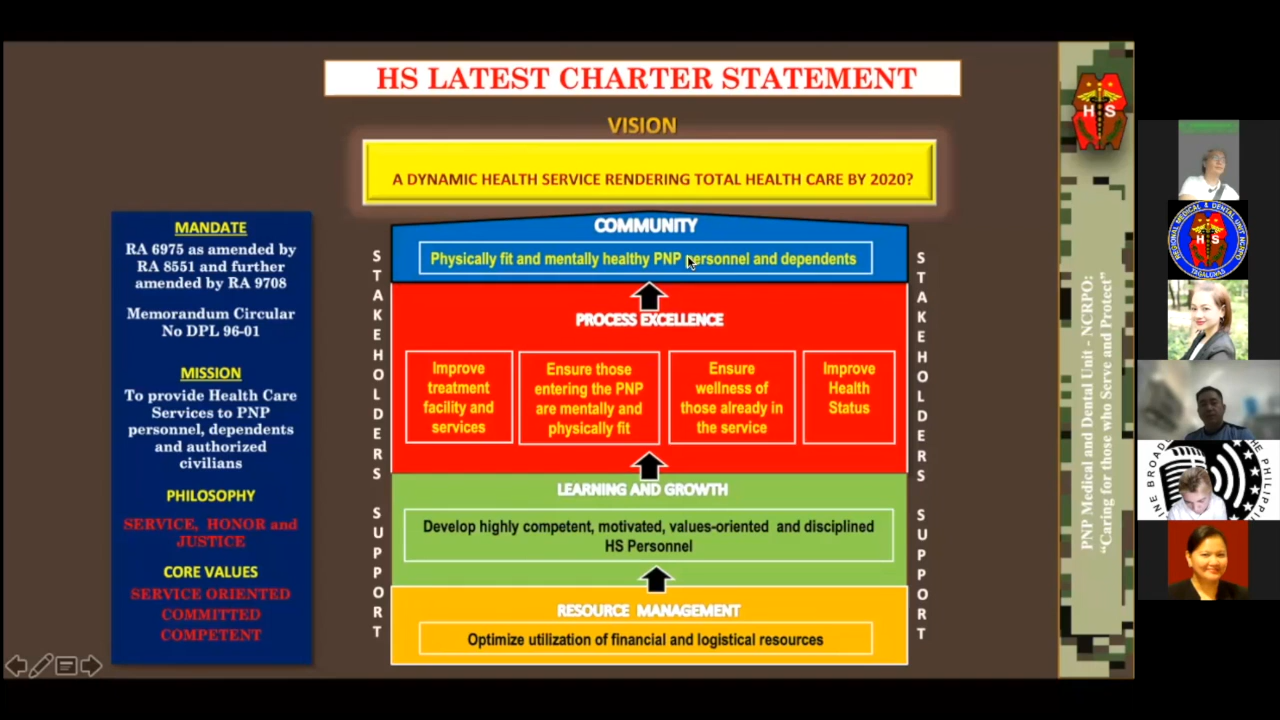 HS LATEST CHARTER STATEMENT
VISION
A DYNAMIC HEALTH SERVICE RENDERING TOTAL HEALTH CARE BY 2020?
MANDATE
RA 6975 as amended by
RA 8551 and further
amended by RA 9708
Memorandum Circular
No DPL 96-01
MISSION
To provide Health Care
Services to PNP
personnel, dependents
and authorized
civilians
PHILOSOPHY
SERVICE, HONOR and
JUSTICE
CORE VALUES
SERVICE ORIENTED
COMMITTED
COMPETENT
STAKEHOLDERS SUPPORT
COMMUNITY
Physically fit and mentally healthy PNP personnel and dependents
PROCESS EXCELLENCE
Improve
treatment
facility and
services
Ensure those
entering the PNP
are mentally and
physically fit
Ensure
wellness of
those already in
the service
Improve
Health
Status
LEARNING AND GROWTH
Develop highly competent, motivated, values-oriented and disciplined
HS Personnel
RESOURCE MANAGEMENT
Optimize utilization of financial and logistical resources
STAKEHOLDERS SUPPORT
H S
PNP Medical and Dental Unit - NCRPO:
"Caring for those who Serve and Protect"
REGIONAL MEDICAL & DENTAL UNIT NCRPO
H S